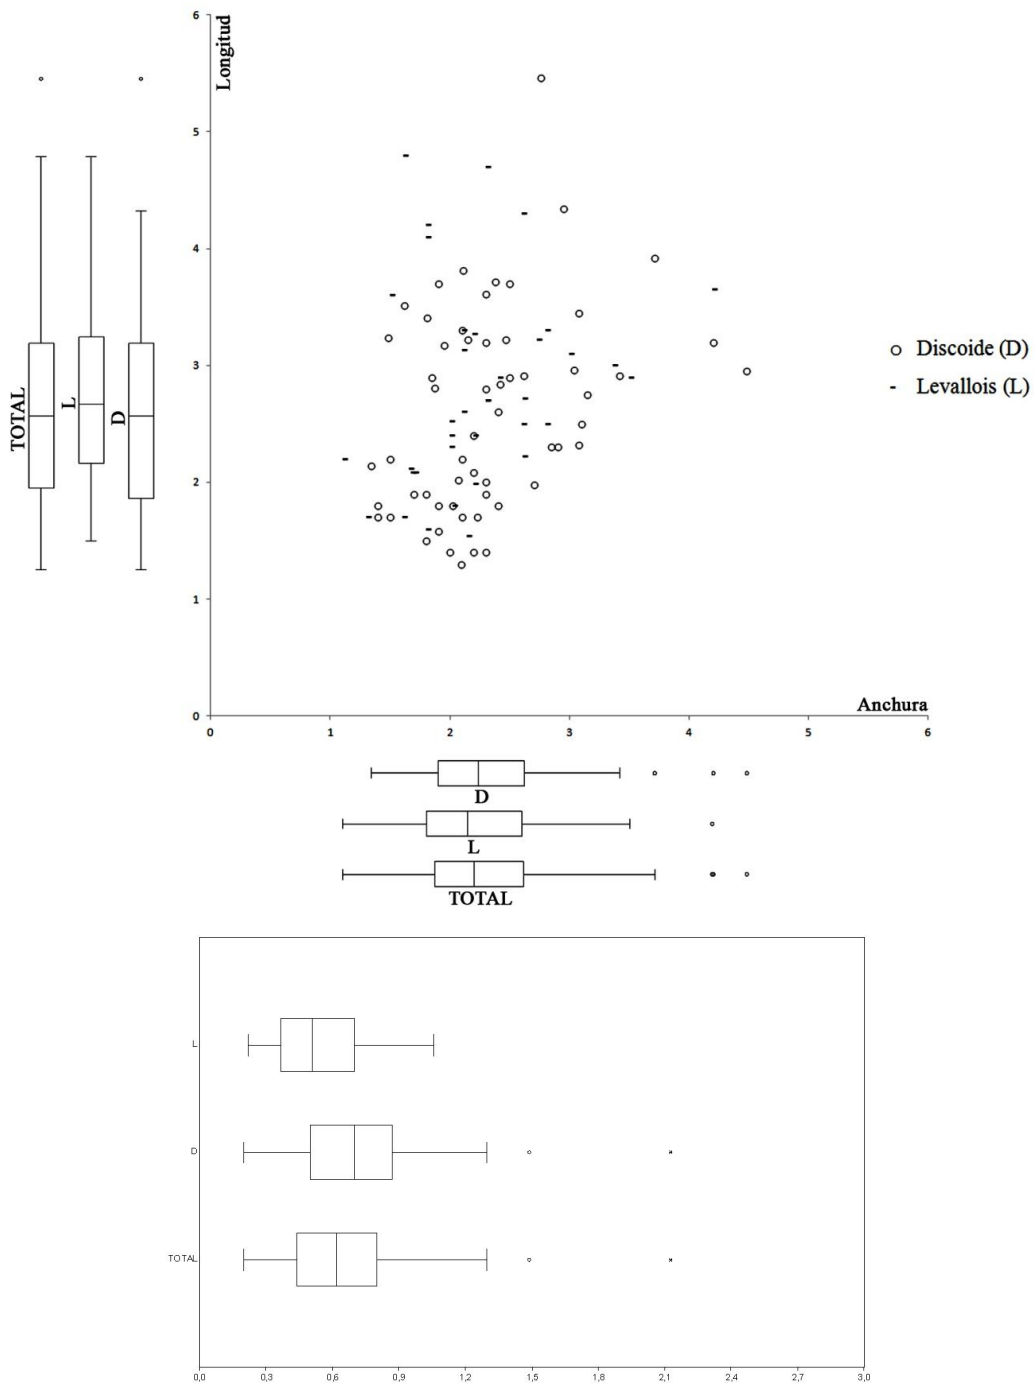 6
Longitud
5
4
3
2
1
0
TOTAL
L
D
Discoide (D)
Levallois (L)
Anchura
0 1 2 3 4 5 6
D
L
TOTAL
L
D
TOTAL
0,0 0,3 0,6 0,9 1,2 1,5 1,8 2,1 2,4 2,7 3,0